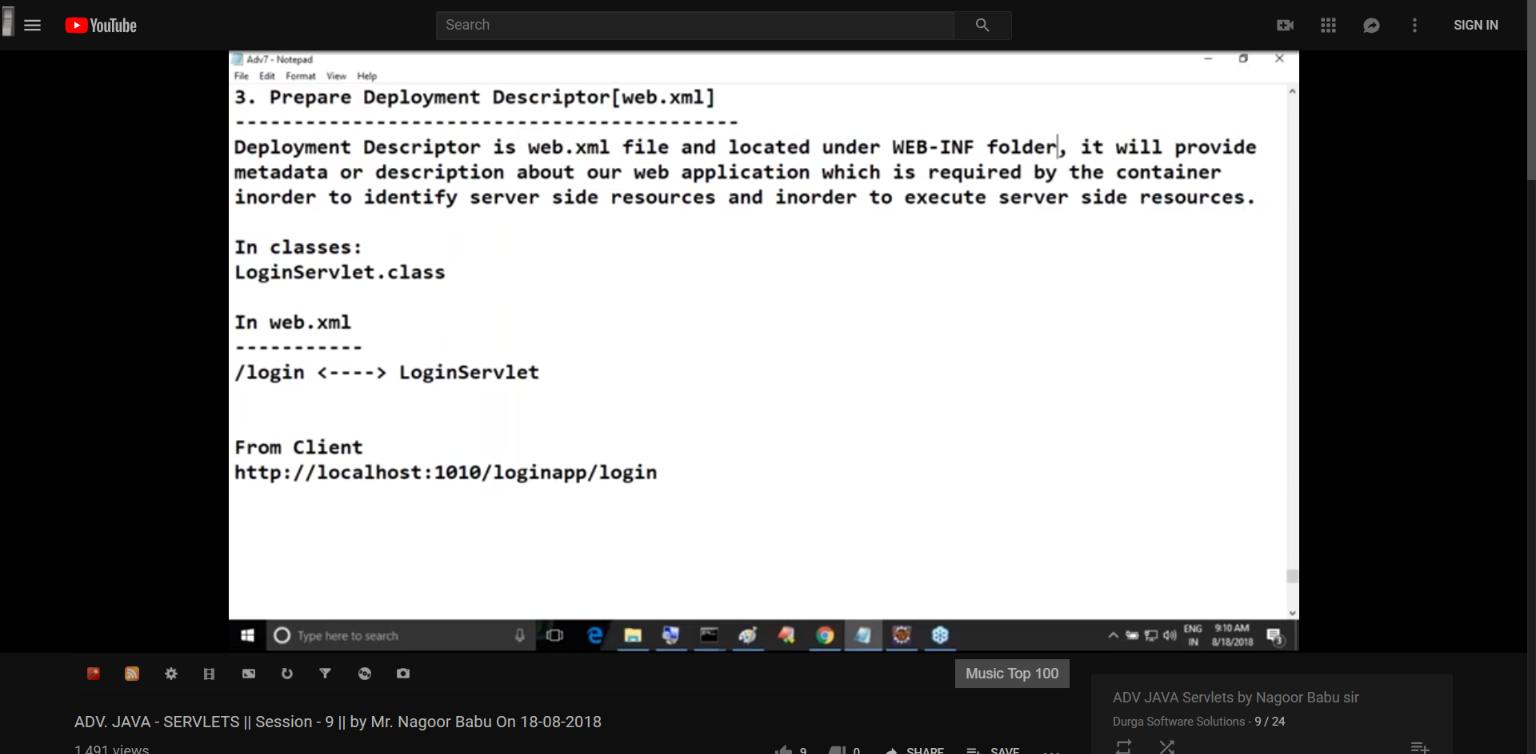 YouTube
Search
SIGN IN
Adv7 - Notepad
File Edit Format View Help
3. Prepare Deployment Descriptor[web.xml]
-------------------------------------------
Deployment Descriptor is web.xml file and located under WEB-INF folder, it will provide
metadata or description about our web application which is required by the container
inorder to identify server side resources and inorder to execute server side resources.
In classes:
LoginServlet.class
In web.xml
-----------
/login <----> LoginServlet
From Client
http://localhost:1010/loginapp/login
Type here to search
ENG
IN
9:10 AM
8/18/2018
3
Music Top 100
ADV. JAVA - SERVLETS || Session - 9 || by Mr. Nagoor Babu On 18-08-2018
1,491 views
9
0
SHARE
SAVE
ADV JAVA Servlets by Nagoor Babu sir
Durga Software Solutions - 9 / 24